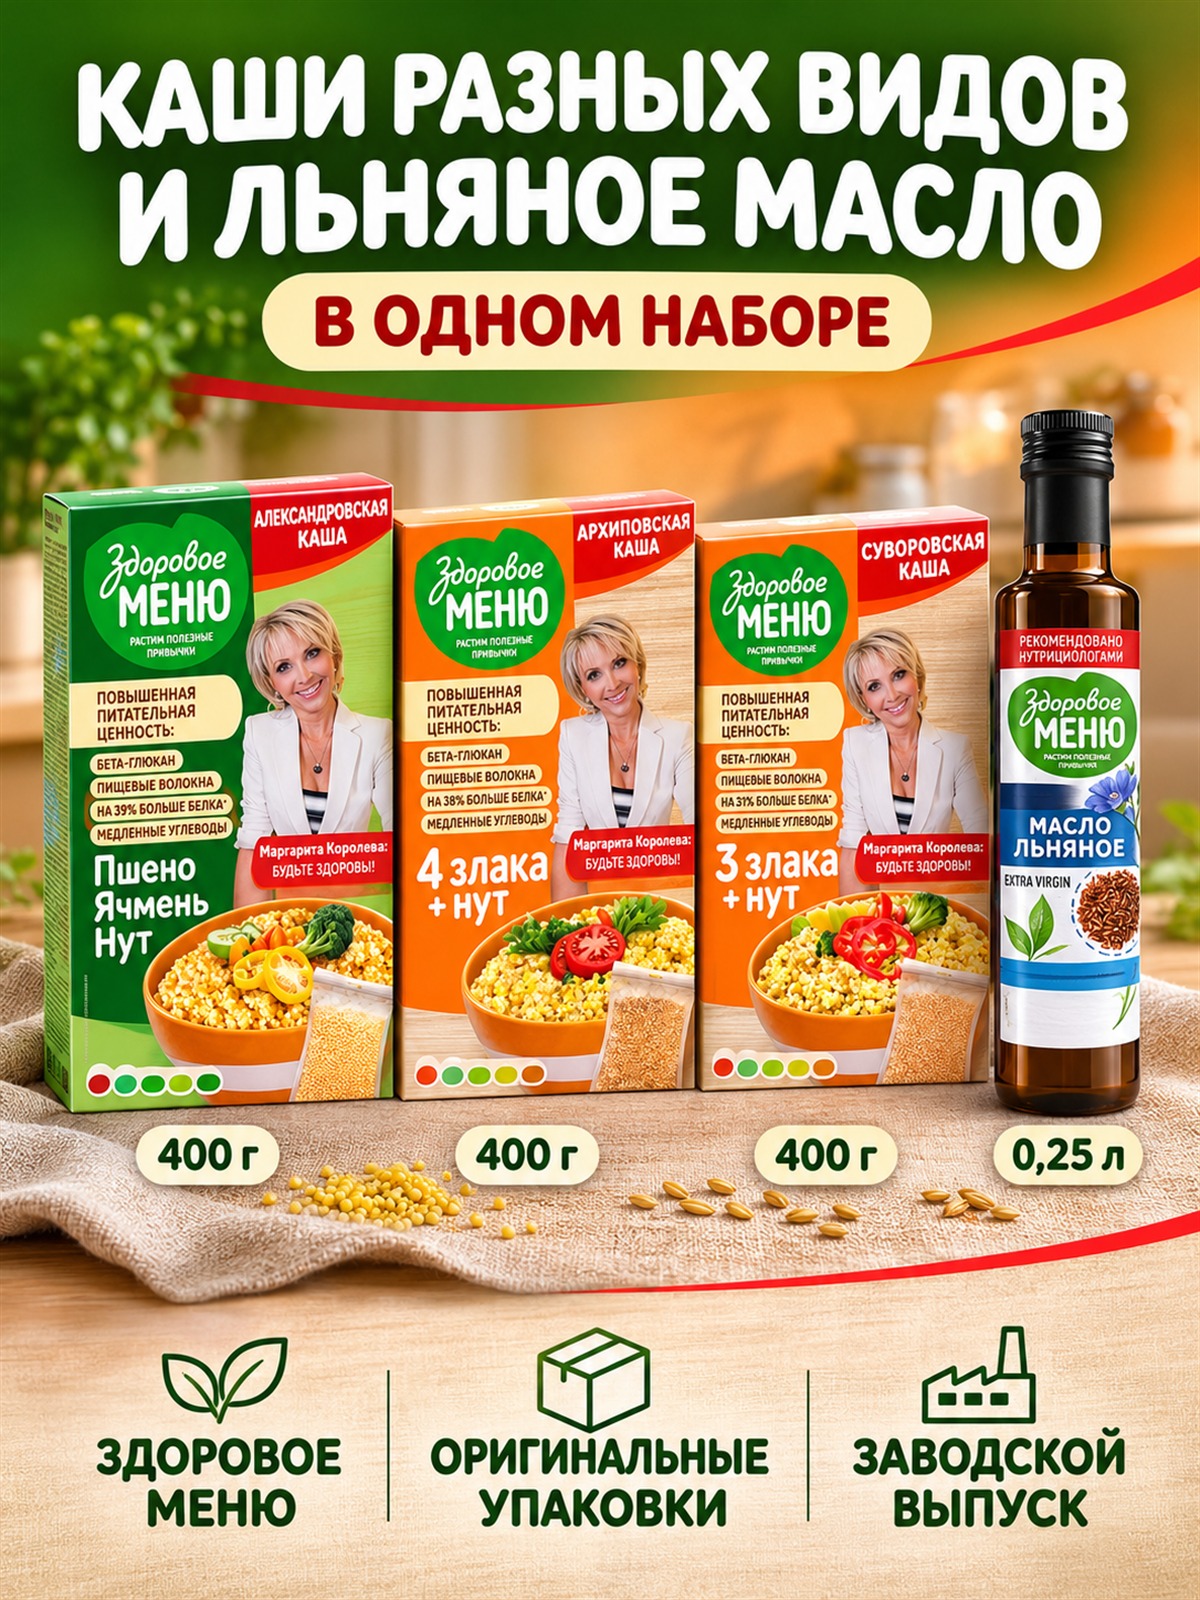 КАШИ РАЗНЫХ ВИДОВ
И ЛЬНЯНОЕ МАСЛО
В ОДНОМ НАБОРЕ
АЛЕКСАНДРОВСКАЯ
КАША
Здоровое
МЕНЮ
РАСТИМ ПОЛЕЗНЫЕ
ПРИВЫЧКИ
ПОВЫШЕННАЯ
ПИТАТЕЛЬНАЯ
ЦЕННОСТЬ:
БЕТА-ГЛЮКАН
ПИЩЕВЫЕ ВОЛОКНА
НА 39% БОЛЬШЕ БЕЛКА*
МЕДЛЕННЫЕ УГЛЕВОДЫ
Маргарита Королева:
БУДЬТЕ ЗДОРОВЫ!
Пшено
Ячмень
Нут
АРХИПОВСКАЯ
КАША
Здоровое
МЕНЮ
РАСТИМ ПОЛЕЗНЫЕ
ПРИВЫЧКИ
ПОВЫШЕННАЯ
ПИТАТЕЛЬНАЯ
ЦЕННОСТЬ:
БЕТА-ГЛЮКАН
ПИЩЕВЫЕ ВОЛОКНА
НА 38% БОЛЬШЕ БЕЛКА*
МЕДЛЕННЫЕ УГЛЕВОДЫ
Маргарита Королева:
БУДЬТЕ ЗДОРОВЫ!
4 злака
+ нут
СУВОРОВСКАЯ
КАША
Здоровое
МЕНЮ
РАСТИМ ПОЛЕЗНЫЕ
ПРИВЫЧКИ
ПОВЫШЕННАЯ
ПИТАТЕЛЬНАЯ
ЦЕННОСТЬ:
БЕТА-ГЛЮКАН
ПИЩЕВЫЕ ВОЛОКНА
НА 31% БОЛЬШЕ БЕЛКА*
МЕДЛЕННЫЕ УГЛЕВОДЫ
Маргарита Королева:
БУДЬТЕ ЗДОРОВЫ!
3 злака
+ нут
РЕКОМЕНДОВАНО
НУТРИЦИОЛОГАМИ
Здоровое
МЕНЮ
РАСТИМ ПОЛЕЗНЫЕ
ПРИВЫЧКИ
МАСЛО
ЛЬНЯНОЕ
EXTRA VIRGIN
400 г
400 г
400 г
0,25 л
ЗДОРОВОЕ
МЕНЮ
ОРИГИНАЛЬНЫЕ
УПАКОВКИ
ЗАВОДСКОЙ
ВЫПУСК